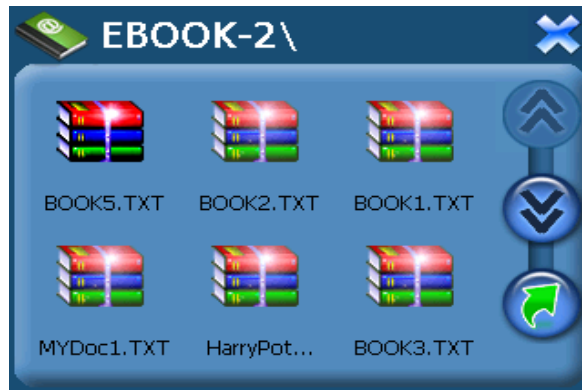 EBOOK-2\
BOOK5.TXT BOOK2.TXT BOOK1.TXT
MYDoc1.TXT HarryPot... BOOK3.TXT